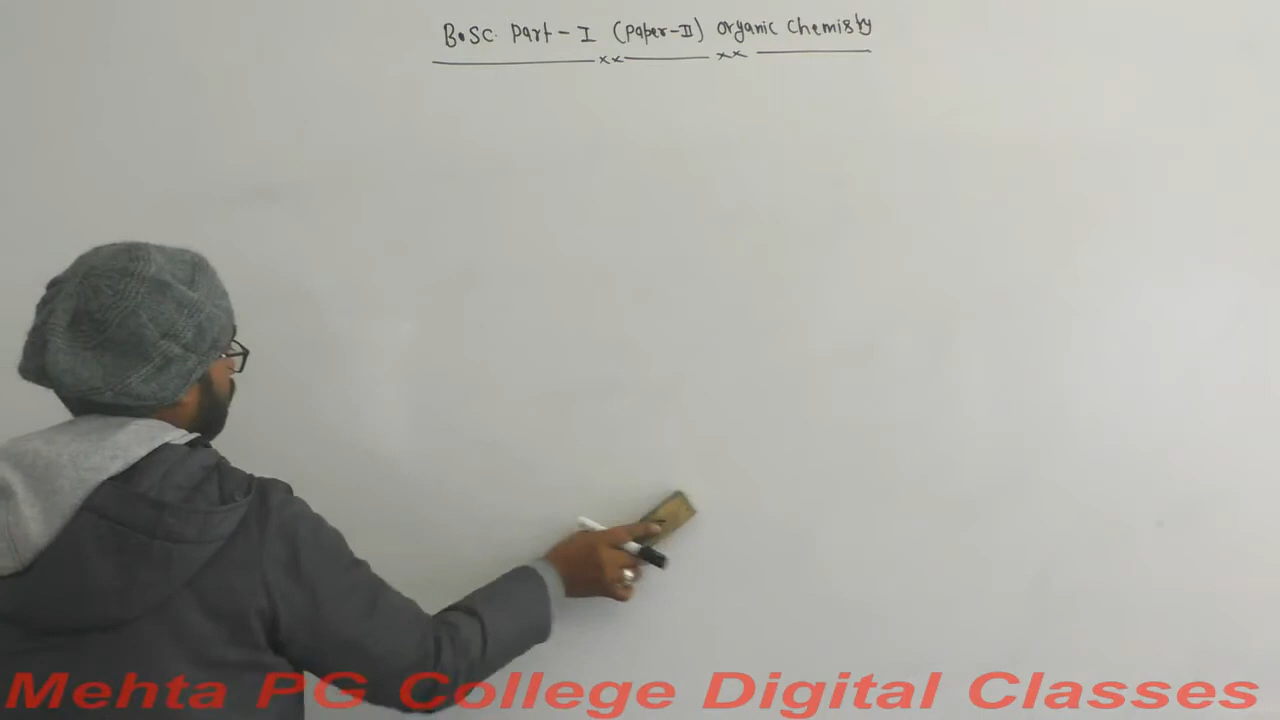 B.SC. Part - I (Paper-II) Organic Chemistry
Mehta PG College Digital Classes